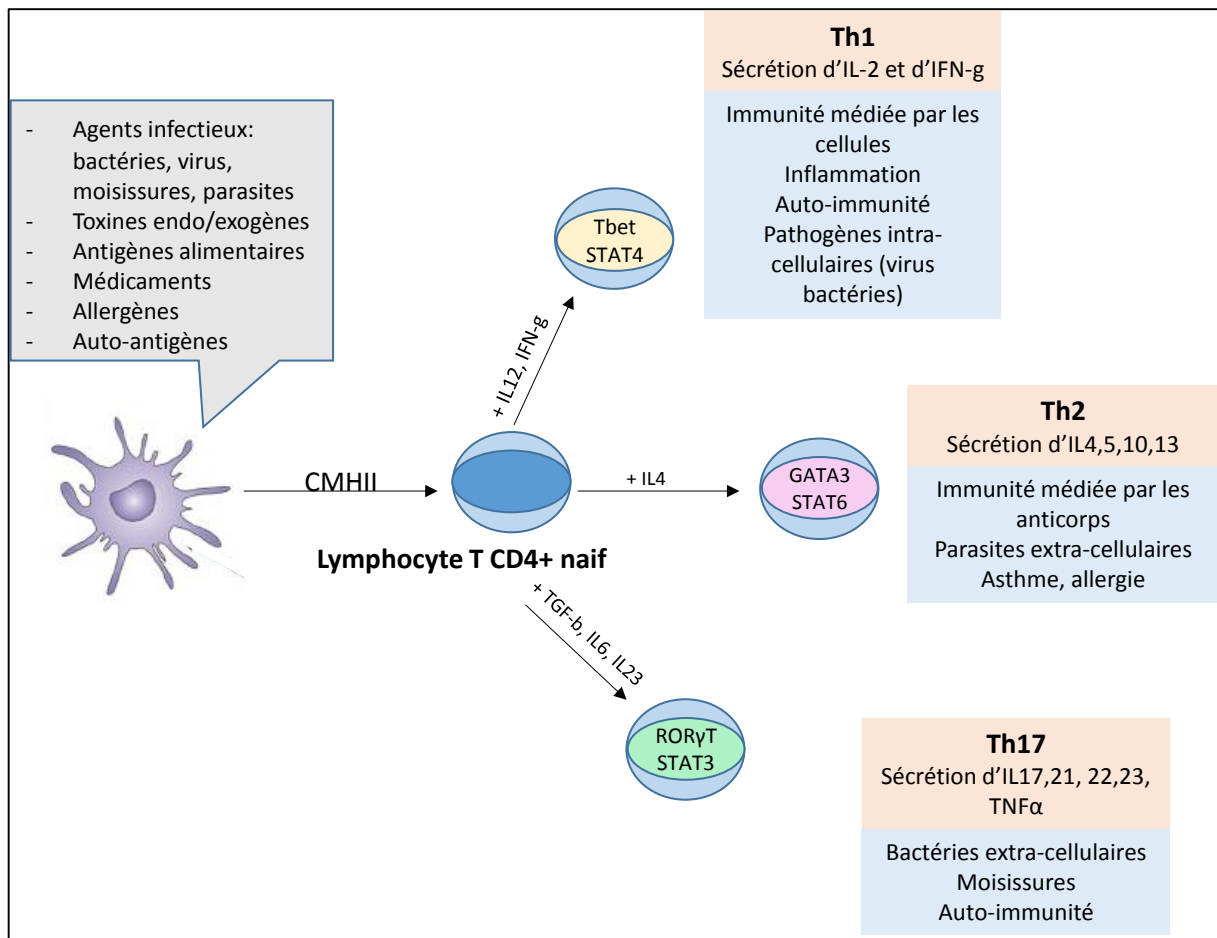 - Agents infectieux:
bactéries, virus,
moisissures, parasites
- Toxines endo/exogènes
- Antigènes alimentaires
- Médicaments
- Allergènes
- Auto-antigènes
CMHII
Lymphocyte T CD4+ naif
+ IL12, IFN-g
Tbet
STAT4
Th1
Sécrétion d’IL-2 et d’IFN-g
Immunité médiée par les
cellules
Inflammation
Auto-immunité
Pathogènes intra-
cellulaires (virus
bactéries)
+ IL4
GATA3
STAT6
Th2
Sécrétion d’IL4,5,10,13
Immunité médiée par les
anticorps
Parasites extra-cellulaires
Asthme, allergie
+ TGF-b, IL6, IL23
RORγT
STAT3
Th17
Sécrétion d’IL17,21, 22,23,
TNFα
Bactéries extra-cellulaires
Moisissures
Auto-immunité